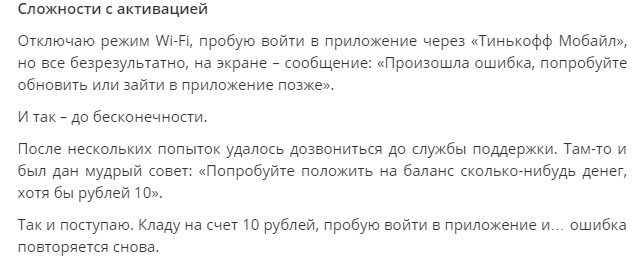 Сложности с активацией
Отключаю режим Wi-Fi, пробую войти в приложение через «Тинькофф Мобайл»,
но все безрезультатно, на экране – сообщение: «Произошла ошибка, попробуйте
обновить или зайти в приложение позже».
И так – до бесконечности.
После нескольких попыток удалось дозвониться до службы поддержки. Там-то и
был дан мудрый совет: «Попробуйте положить на баланс сколько-нибудь денег,
хотя бы рублей 10».
Так и поступаю. Кладу на счет 10 рублей, пробую войти в приложение и… ошибка
повторяется снова.